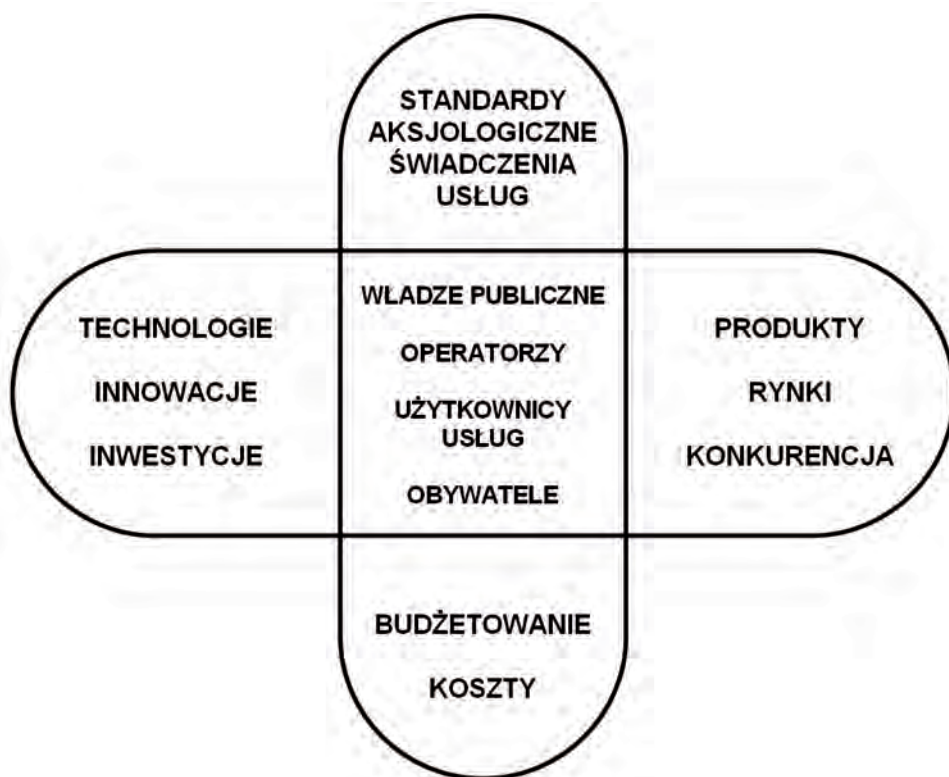 STANDARDY
AKSJOLOGICZNE
ŚWIADCZENIA
USŁUG
TECHNOLOGIE
INNOWACJE
INWESTYCJE
WŁADZE PUBLICZNE
OPERATORZY
UŻYTKOWNICY
USŁUG
OBYWATELE
PRODUKTY
RYNKI
KONKURENCJA
BUDŻETOWANIE
KOSZTY